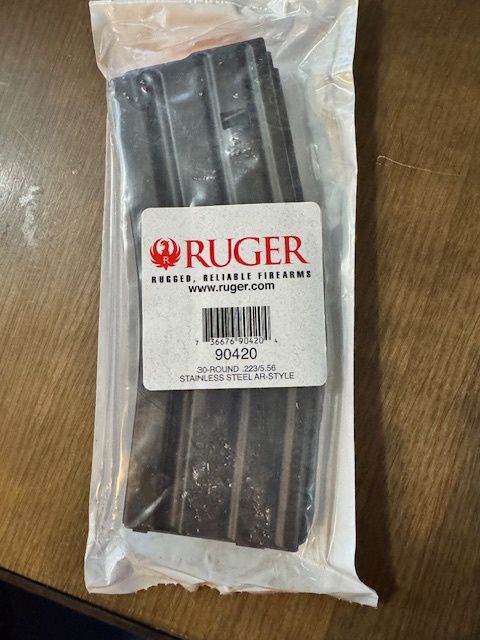 R RUGER
RUGGED, RELIABLE FIREARMS
www.ruger.com
7 36676 90420 4
90420
30-ROUND .223/5.56
STAINLESS STEEL AR-STYLE